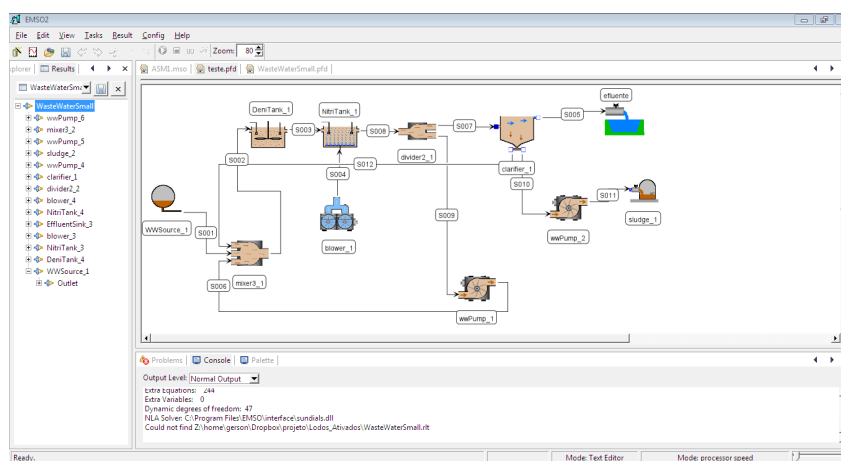 EMSO2
File Edit View Tasks Result Config Help
Zoom: 80
plorer Results
ASM1.mso teste.pfd WasteWaterSmall.pfd
WasteWaterSma
WasteWaterSmall
wwPump_6
mixer3_2
wwPump_5
sludge_2
wwPump_4
clarifier_1
divider2_2
blower_4
NitriTank_4
EffluentSink_3
blower_3
NitriTank_3
DeniTank_4
WWSource_1
Outlet
DeniTank_1
NitriTank_1
efluente
S003
S008
S007
S005
S002
S012
divider2_1
clarifier_1
S004
S010
S011
WWSource_1
S001
S009
blower_1
wwPump_2
sludge_1
S006
mixer3_1
wwPump_1
Problems Console Palette
Output Level: Normal Output
Extra Equations: 244
Extra Variables: 0
Dynamic degrees of freedom: 47
NLA Solver: C:\Program Files\EMSO\interface\sundials.dll
Could not find Z:\home\gerson\Dropbox\projeto\Lodos_Ativados\WasteWaterSmall.rlt
Ready. Mode: Text Editor Mode: processor speed